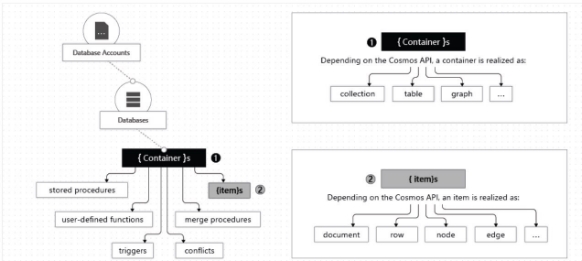 Database Accounts
Databases
{ Container }s ❶
stored procedures
{item}s ②
user-defined functions
merge procedures
triggers
conflicts
❶ { Container }s
Depending on the Cosmos API, a container is realized as:
collection
table
graph
...
② { item}s
Depending on the Cosmos API, an item is realized as:
document
row
node
edge
...